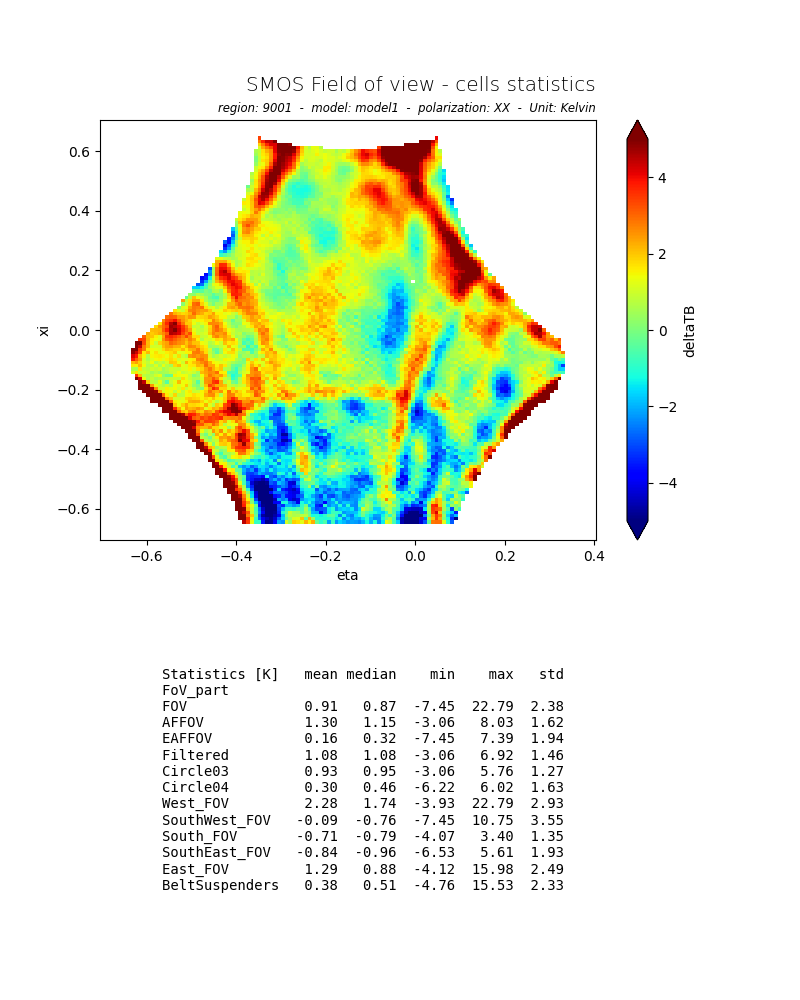 SMOS Field of view - cells statistics
region: 9001 - model: model1 - polarization: XX - Unit: Kelvin
0.6
0.4
0.2
0.0
−0.2
−0.4
−0.6
xi
−0.6 −0.4 −0.2 0.0 0.2 0.4
eta
4
2
0
−2
−4
deltaTB
Statistics [K] mean median min max std
FoV_part
FOV 0.91 0.87 -7.45 22.79 2.38
AFFOV 1.30 1.15 -3.06 8.03 1.62
EAFFOV 0.16 0.32 -7.45 7.39 1.94
Filtered 1.08 1.08 -3.06 6.92 1.46
Circle03 0.93 0.95 -3.06 5.76 1.27
Circle04 0.30 0.46 -6.22 6.02 1.63
West_FOV 2.28 1.74 -3.93 22.79 2.93
SouthWest_FOV -0.09 -0.76 -7.45 10.75 3.55
South_FOV -0.71 -0.79 -4.07 3.40 1.35
SouthEast_FOV -0.84 -0.96 -6.53 5.61 1.93
East_FOV 1.29 0.88 -4.12 15.98 2.49
BeltSuspenders 0.38 0.51 -4.76 15.53 2.33